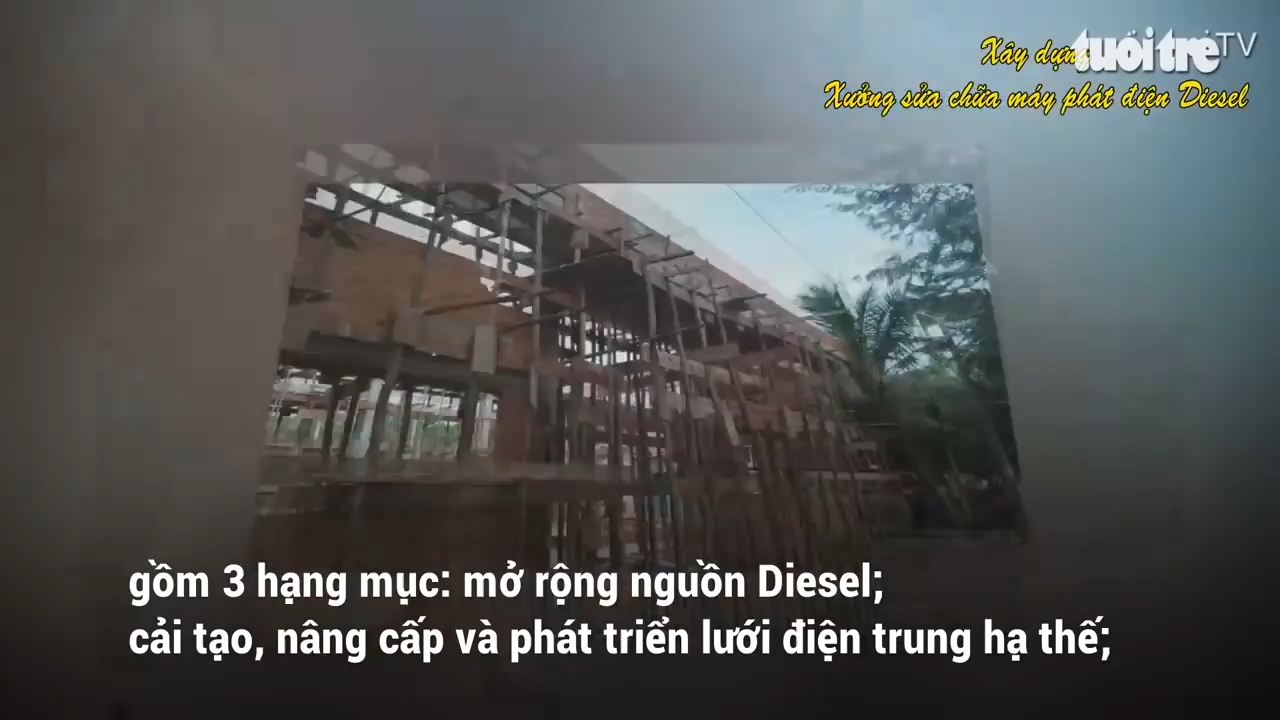 Xây dựng
tuổi trẻ TV
Xưởng sửa chữa máy phát điện Diesel
gồm 3 hạng mục: mở rộng nguồn Diesel;
cải tạo, nâng cấp và phát triển lưới điện trung hạ thế;